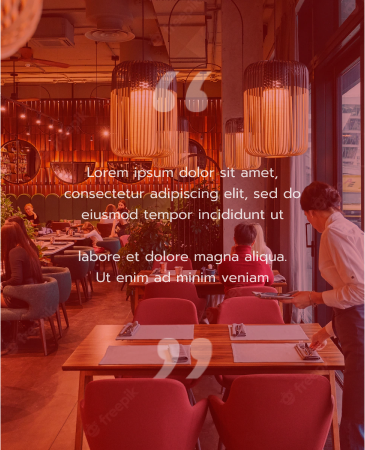 “
Lorem ipsum dolor sit amet,
consectetur adipiscing elit, sed do
eiusmod tempor incididunt ut
labore et dolore magna aliqua.
Ut enim ad minim veniam
”